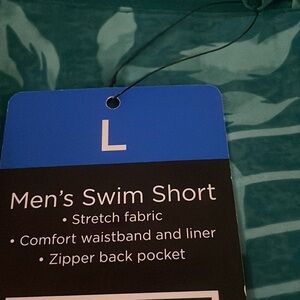 L
Men's Swim Short
• Stretch fabric
• Comfort waistband and liner
• Zipper back pocket